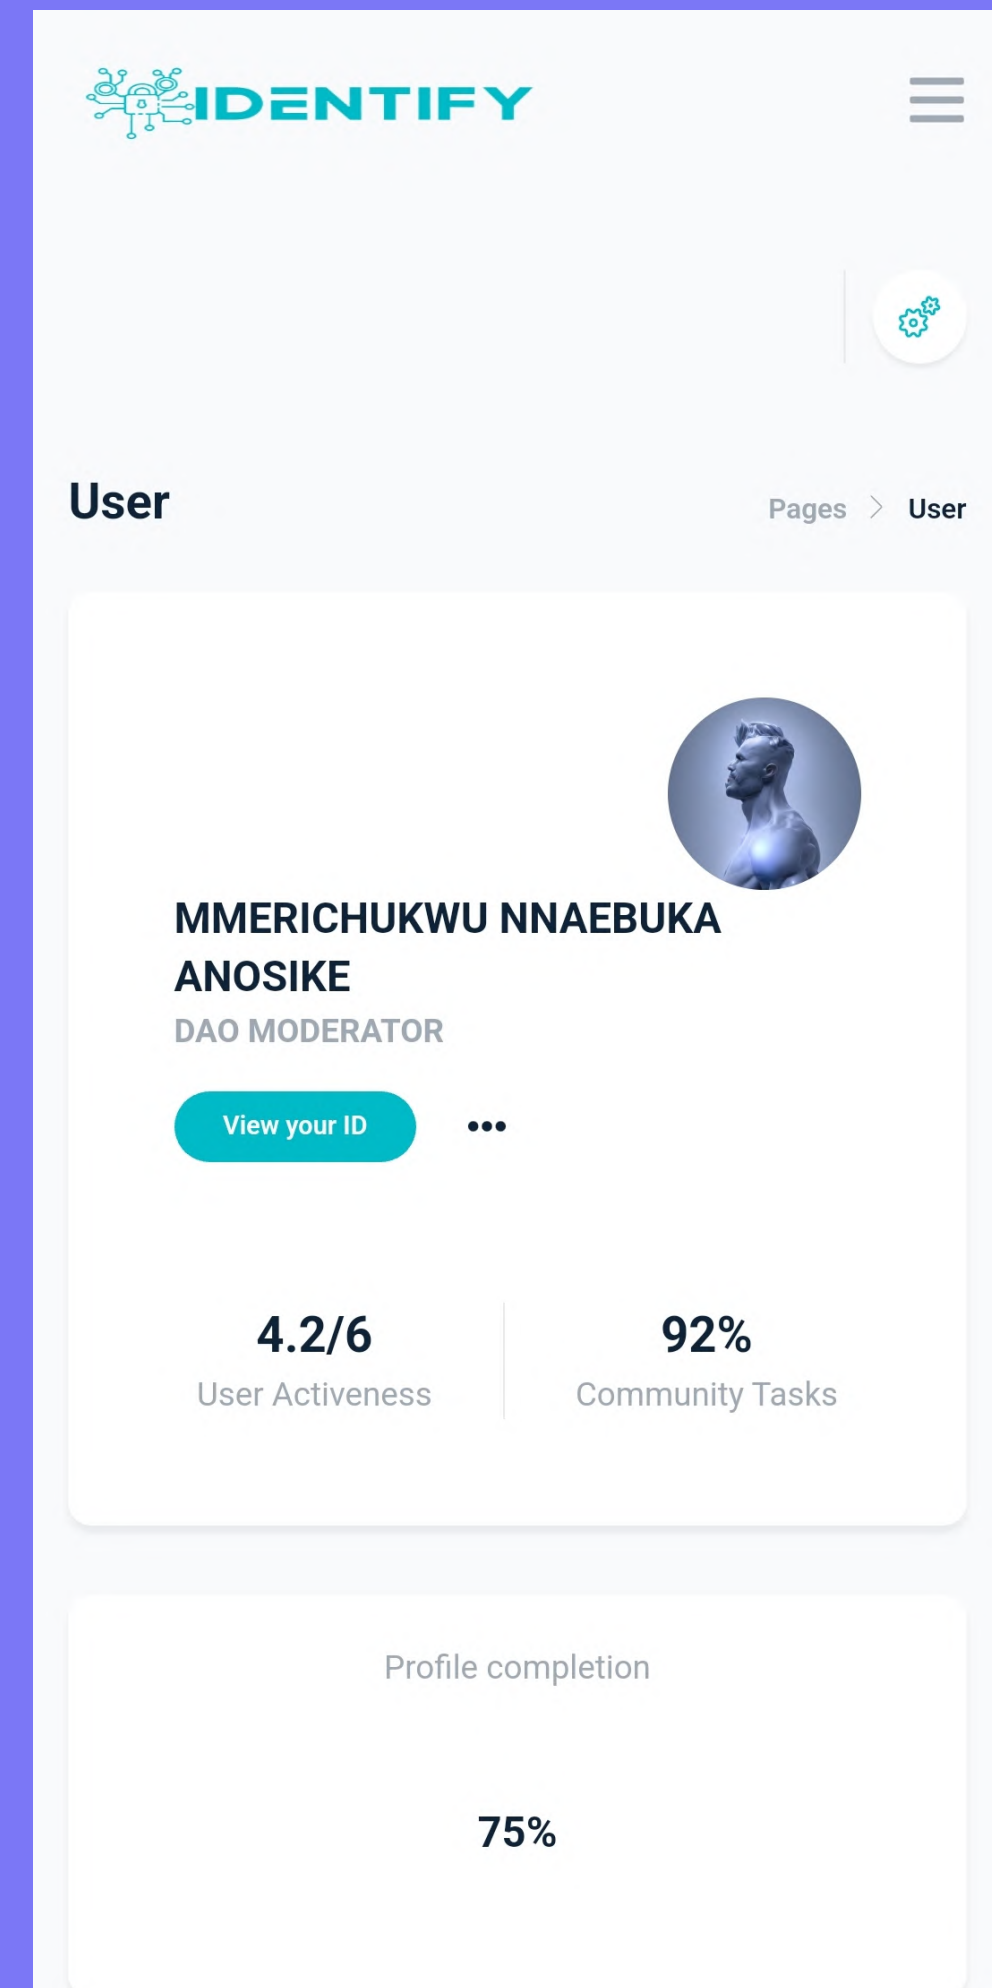 IDENTIFY
User
Pages > User
MMERICHUKWU NNAEBUKA
ANOSIKE
DAO MODERATOR
View your ID
4.2/6
User Activeness
92%
Community Tasks
Profile completion
75%